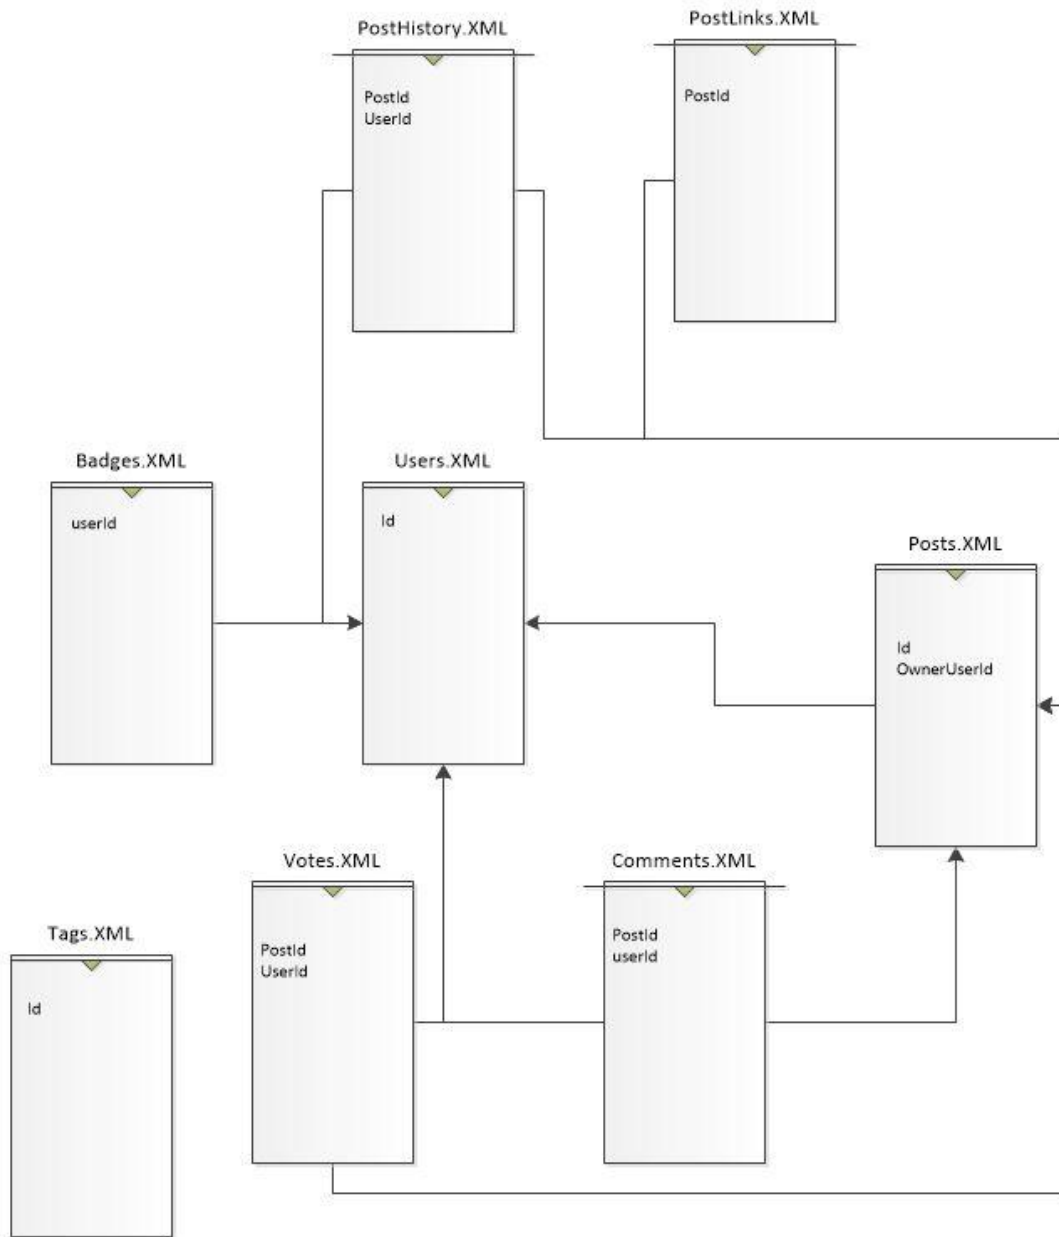 PostHistory.XML
PostId
UserId
PostLinks.XML
PostId
Badges.XML
userId
Users.XML
Id
Posts.XML
Id
OwnerUserId
Votes.XML
PostId
UserId
Comments.XML
PostId
userId
Tags.XML
Id